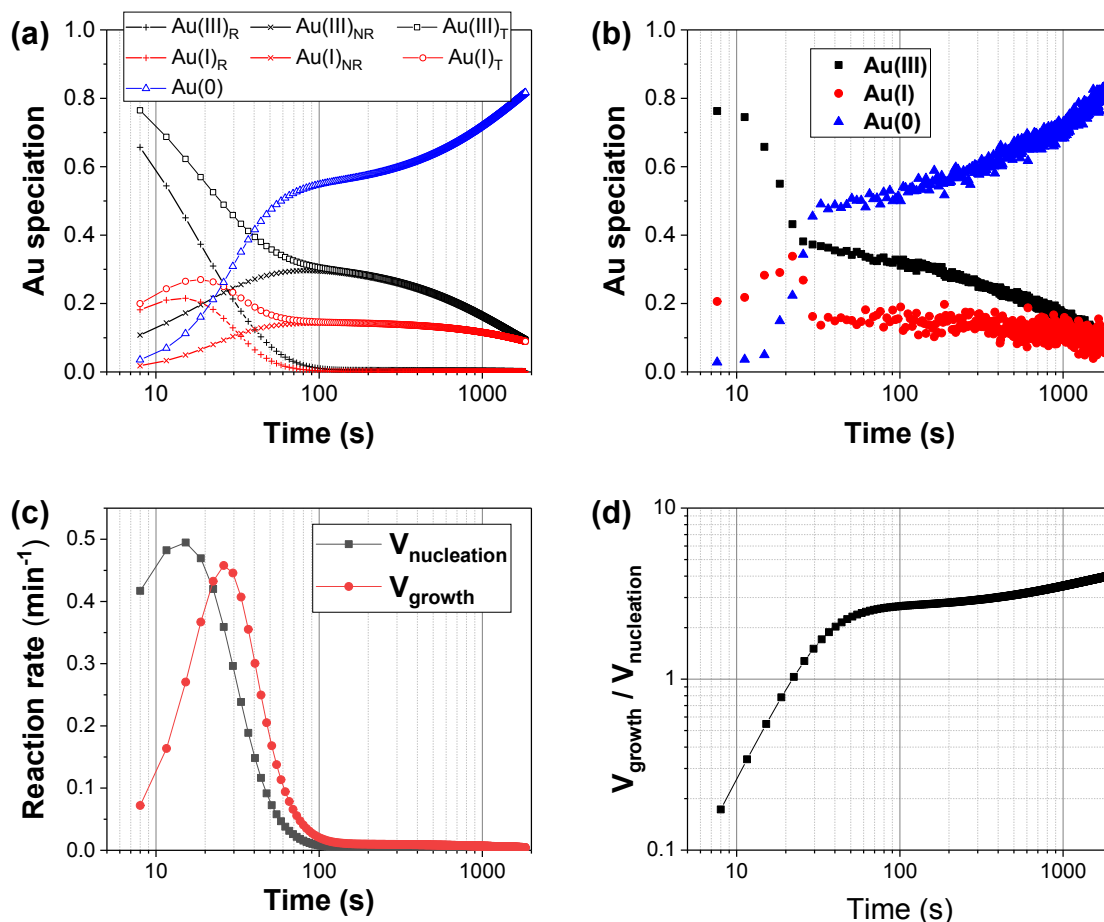 (a)
Au(III)R Au(III)NR Au(III)T
Au(I)R Au(I)NR Au(I)T
Au(0)
1.0
0.8
0.6
0.4
0.2
0.0
Au speciation
10 100 1000
Time (s)
(b)
Au(III)
Au(I)
Au(0)
1.0
0.8
0.6
0.4
0.2
0.0
Au speciation
10 100 1000
Time (s)
(c)
Vnucleation
Vgrowth
0.5
0.4
0.3
0.2
0.1
0.0
Reaction rate (min-1)
10 100 1000
Time (s)
(d)
10
1
0.1
Vgrowth / Vnucleation
10 100 1000
Time (s)